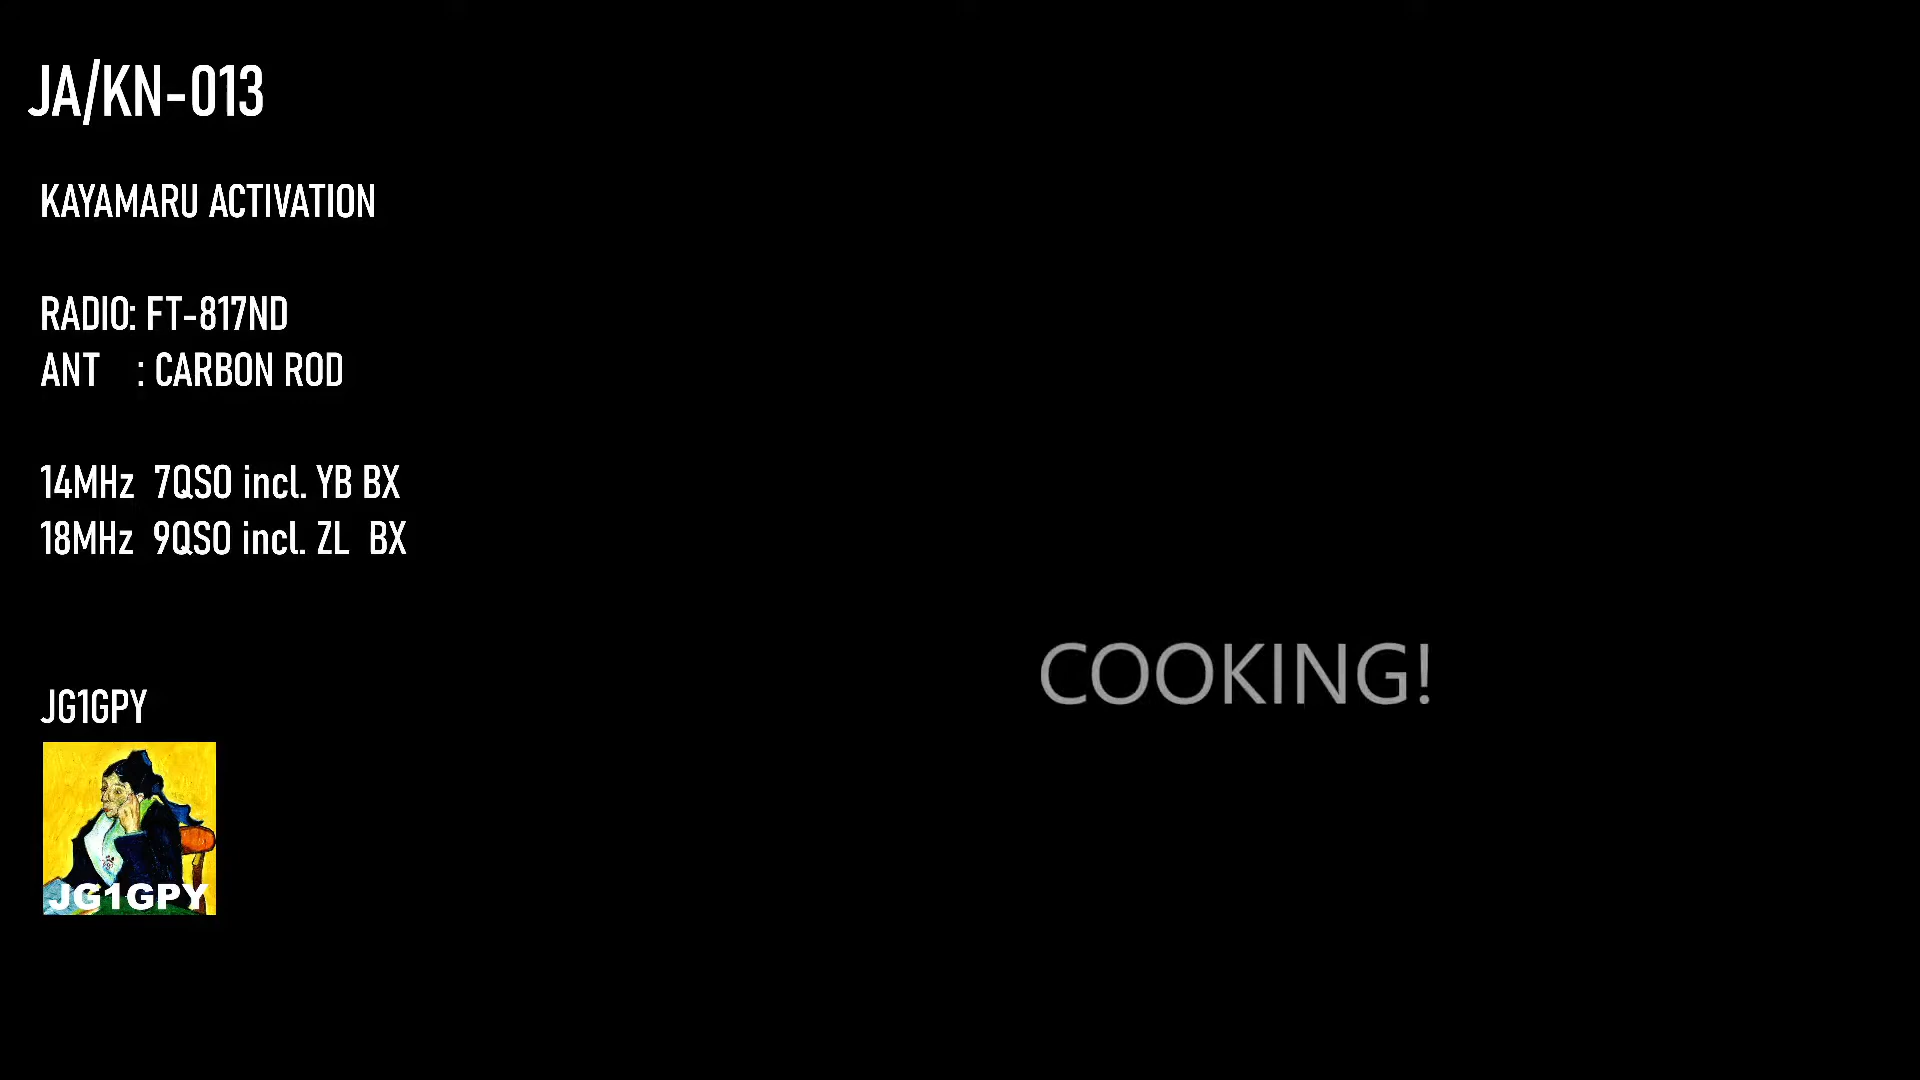 JA/KN-013
KAYAMARU ACTIVATION
RADIO: FT-817ND
ANT : CARBON ROD
14MHz 7QSO incl. YB BX
18MHz 9QSO incl. ZL BX
COOKING!
JG1GPY
JG1GPY